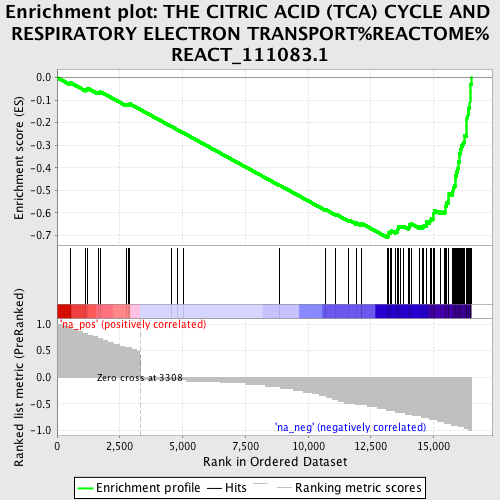 Enrichment plot: THE CITRIC ACID (TCA) CYCLE AND
RESPIRATORY ELECTRON TRANSPORT%REACTOME%
REACT_111083.1
Enrichment score (ES)
0.0
-0.1
-0.2
-0.3
-0.4
-0.5
-0.6
-0.7
Ranked list metric (PreRanked)
1.0
0.5
0.0
-0.5
-1.0
'na_pos' (positively correlated)
Zero cross at 3308
'na_neg' (negatively correlated)
0
2,500
5,000
7,500
10,000
12,500
15,000
Rank in Ordered Dataset
Enrichment profile
Hits
Ranking metric scores